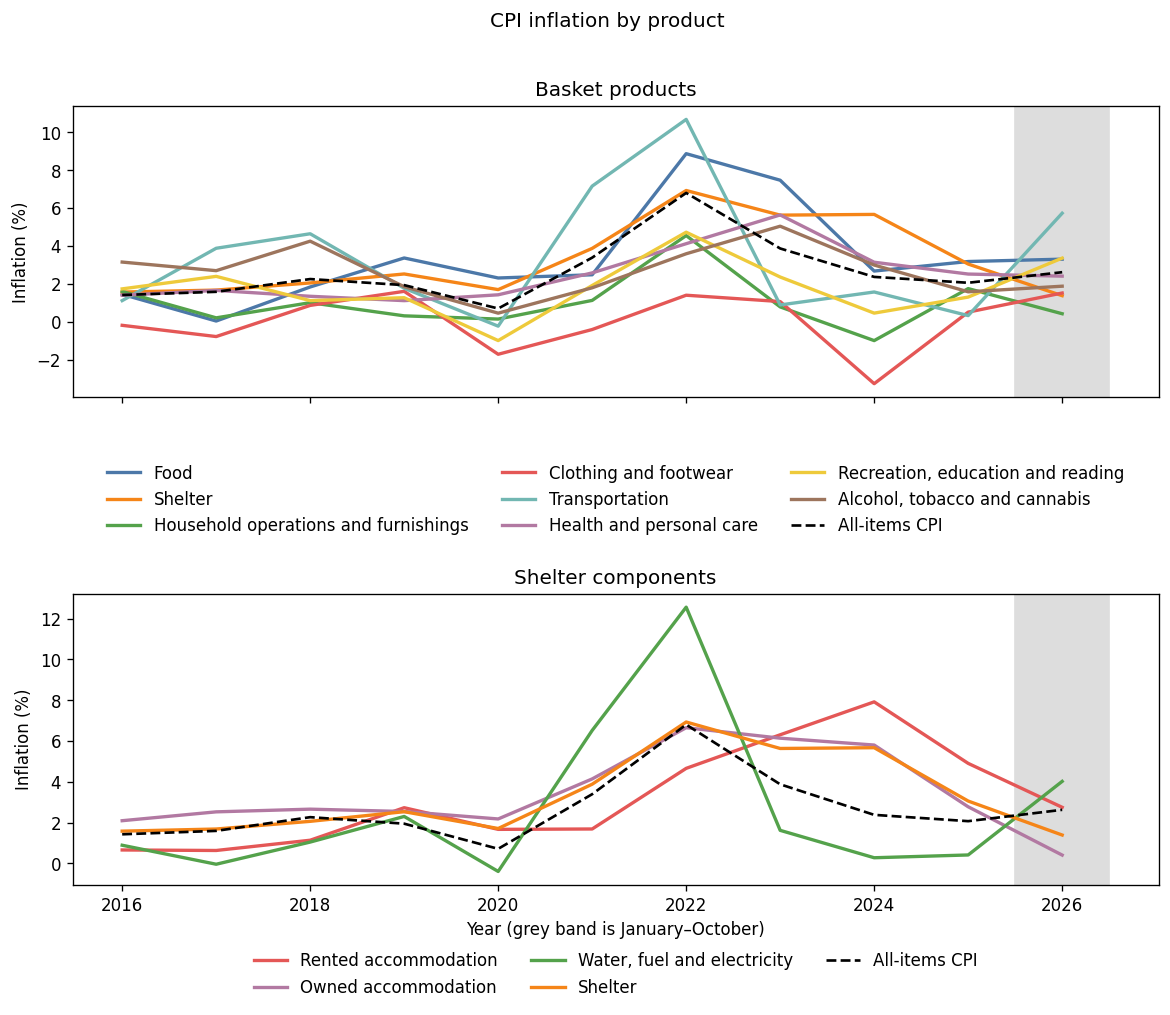 CPI inflation by product
Basket products
Inflation (%)
10
8
6
4
2
0
−2
Food
Shelter
Household operations and furnishings
Clothing and footwear
Transportation
Health and personal care
Recreation, education and reading
Alcohol, tobacco and cannabis
All-items CPI
Shelter components
Inflation (%)
12
10
8
6
4
2
0
2016 2018 2020 2022 2024 2026
Year (grey band is January–October)
Rented accommodation
Owned accommodation
Water, fuel and electricity
Shelter
All-items CPI